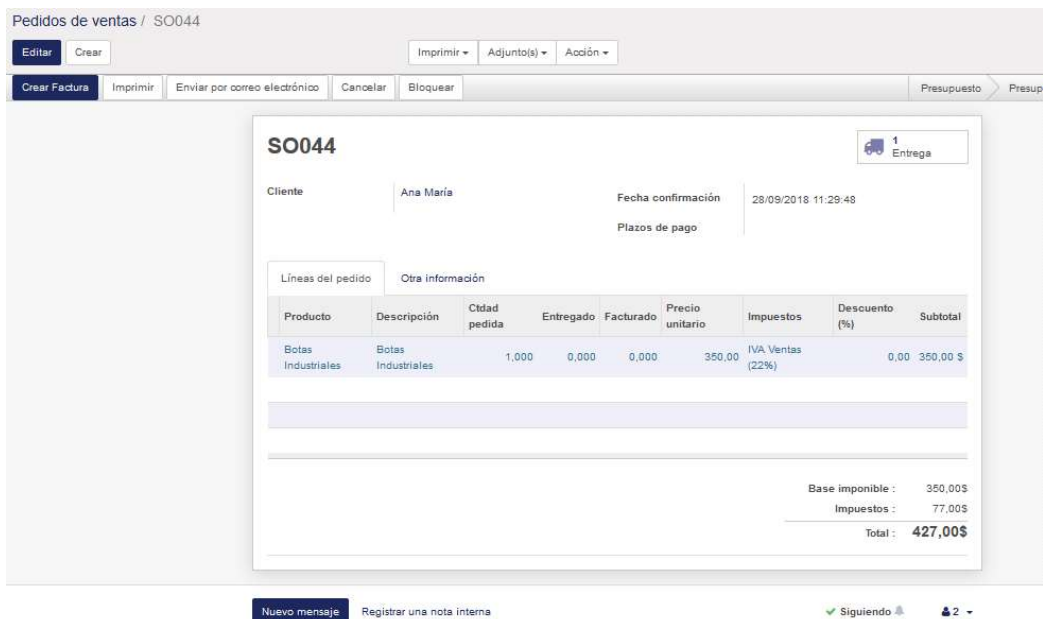 Pedidos de ventas / SO044
Editar Crear Imprimir Adjunto(s) Acción
Crear Factura Imprimir Enviar por correo electrónico Cancelar Bloquear Presupuesto Presup
SO044
1
Entrega
Cliente Ana María Fecha confirmación 28/09/2018 11:29:48
Plazos de pago
Líneas del pedido Otra información
Producto Descripción Ctdad pedida Entregado Facturado Precio unitario Impuestos Descuento (%) Subtotal
Botas Industriales Botas Industriales 1,000 0,000 0,000 350,00 IVA Ventas (22%) 0,00 350,00 $
Base imponible : 350,00$
Impuestos : 77,00$
Total : 427,00$
Nuevo mensaje Registrar una nota interna Siguiendo 2